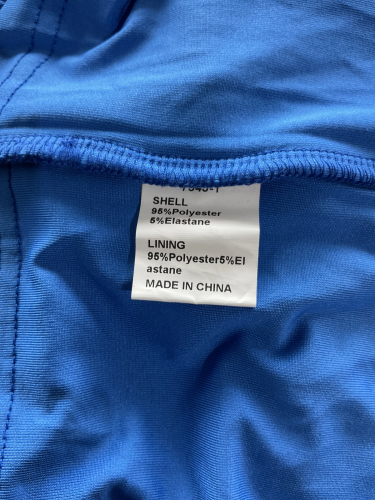 SHELL
95%Polyester
5%Elastane
LINING
95%Polyester5%El
astane
MADE IN CHINA